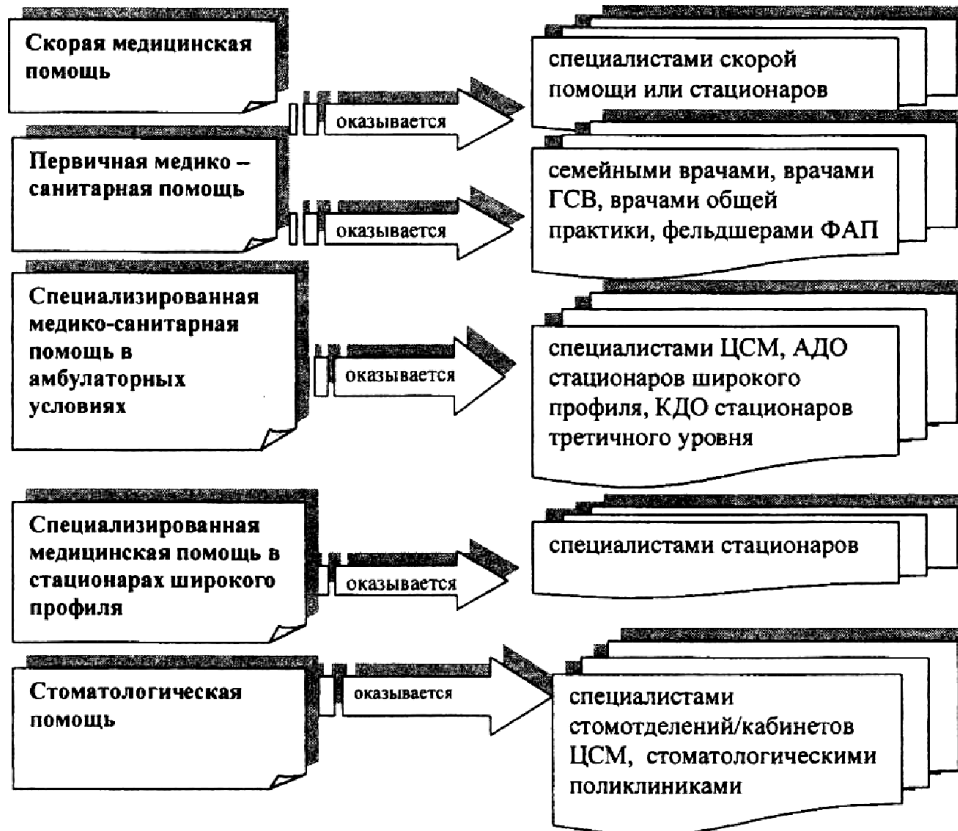 Скорая медицинская
помощь
оказывается
специалистами скорой
помощи или стационаров
Первичная медико –
санитарная помощь
оказывается
семейными врачами, врачами
ГСВ, врачами общей
практики, фельдшерами ФАП
Специализированная
медико-санитарная
помощь в
амбулаторных
условиях
оказывается
специалистами ЦСМ, АДО
стационаров широкого
профиля, КДО стационаров
третичного уровня
Специализированная
медицинская помощь в
стационарах широкого
профиля
оказывается
специалистами стационаров
Стоматологическая
помощь
оказывается
специалистами
стомотделений/кабинетов
ЦСМ, стоматологическими
поликлиниками